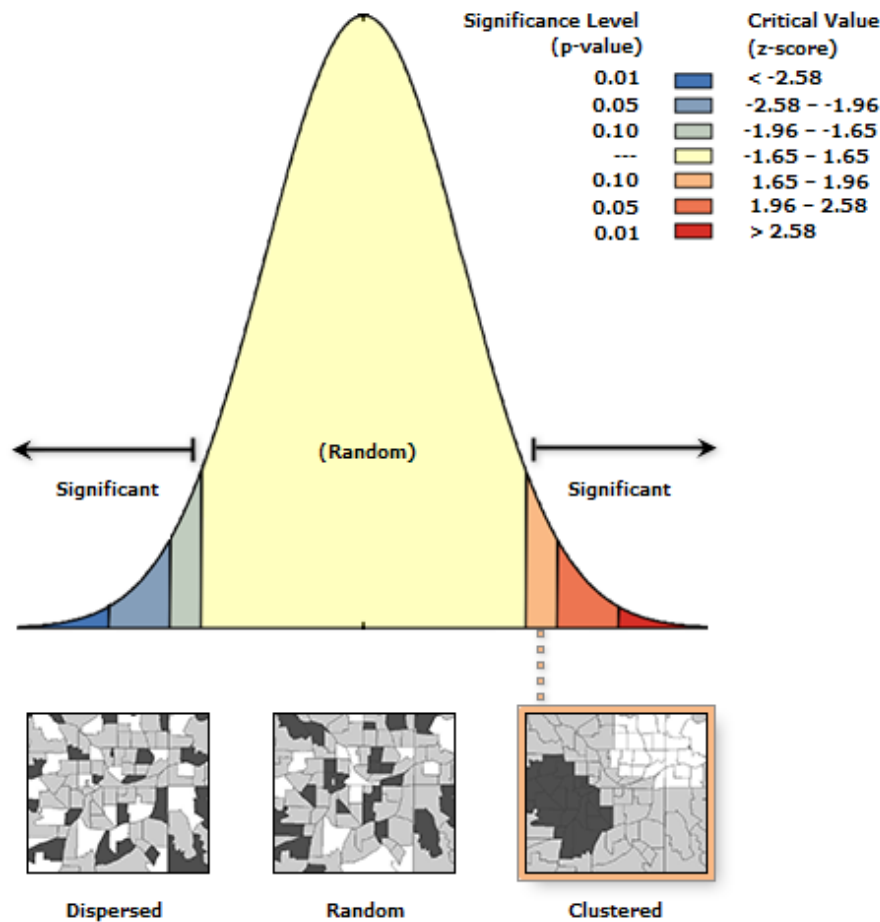 Significance Level Critical Value
(p-value) (z-score)
0.01 < -2.58
0.05 -2.58 – -1.96
0.10 -1.96 – -1.65
--- -1.65 – 1.65
0.10 1.65 – 1.96
0.05 1.96 – 2.58
0.01 > 2.58
(Random)
Significant Significant
Dispersed Random Clustered